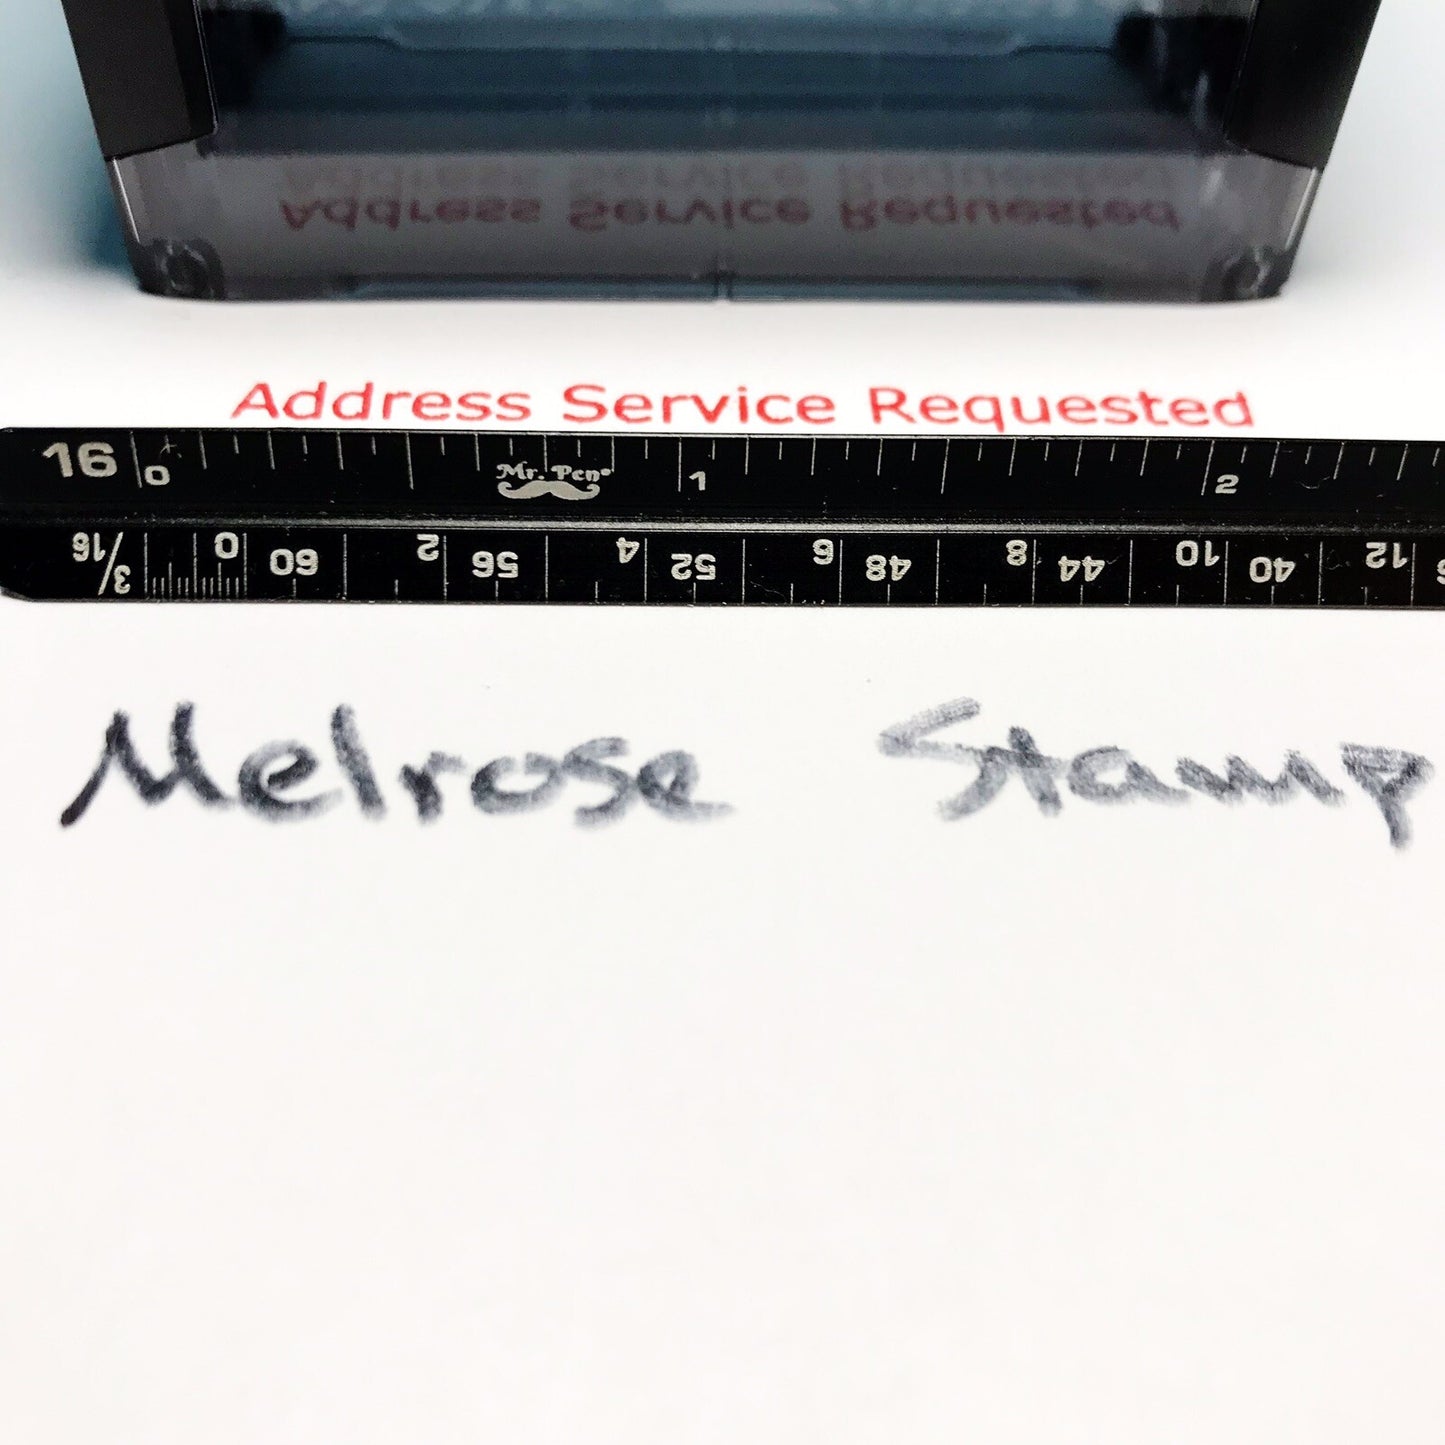 Address Service Requested
Address Service Requested
16 0 1 2
Mr. Pen®
3/16 0 60 2 56 4 52 6 48 8 44 10 40 12
Melrose Stamp